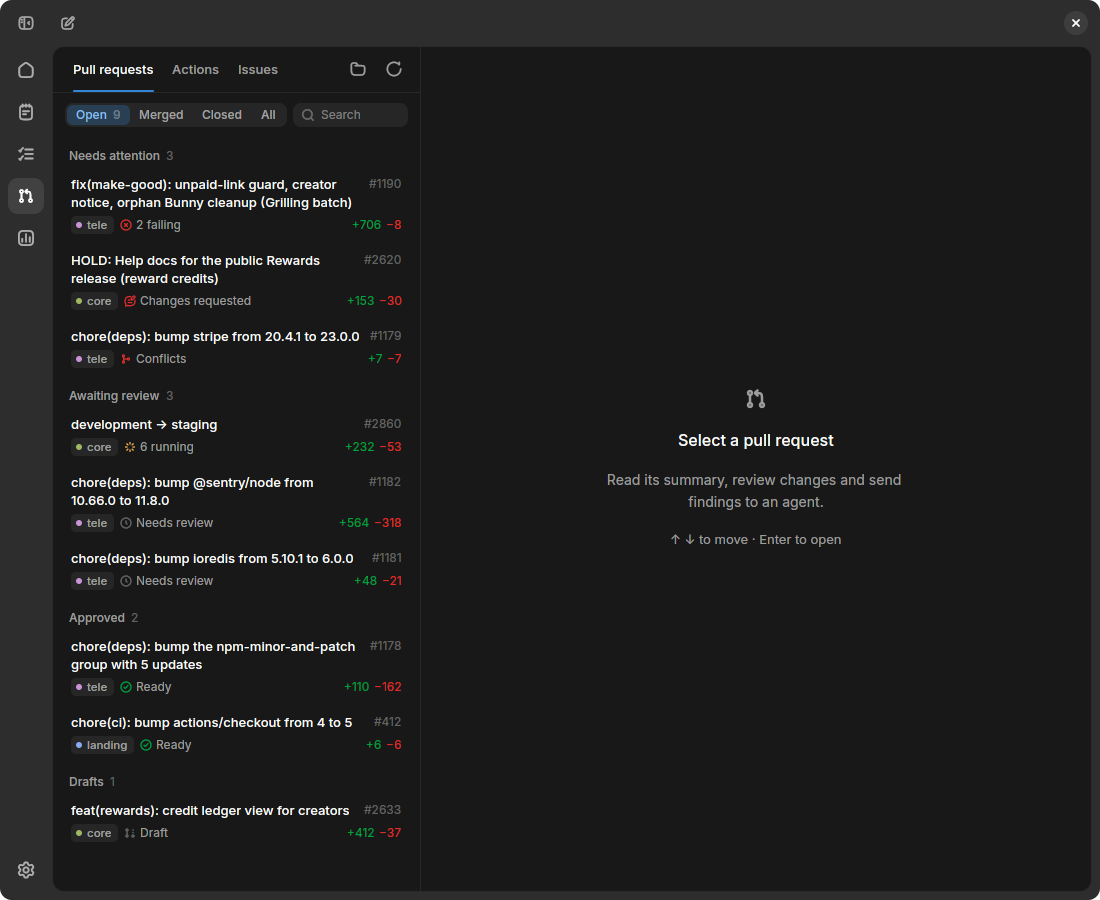 Pull requests Actions Issues
Open 9 Merged Closed All Search
Needs attention 3
fix(make-good): unpaid-link guard, creator #1190
notice, orphan Bunny cleanup (Grilling batch)
tele 2 failing +706 −8
HOLD: Help docs for the public Rewards #2620
release (reward credits)
core Changes requested +153 −30
chore(deps): bump stripe from 20.4.1 to 23.0.0 #1179
tele Conflicts +7 −7
Awaiting review 3
development → staging #2860
core 6 running +232 −53
chore(deps): bump @sentry/node from #1182
10.66.0 to 11.8.0
tele Needs review +564 −318
chore(deps): bump ioredis from 5.10.1 to 6.0.0 #1181
tele Needs review +48 −21
Approved 2
chore(deps): bump the npm-minor-and-patch #1178
group with 5 updates
tele Ready +110 −162
chore(ci): bump actions/checkout from 4 to 5 #412
landing Ready +6 −6
Drafts 1
feat(rewards): credit ledger view for creators #2633
core Draft +412 −37
Select a pull request
Read its summary, review changes and send
findings to an agent.
↑ ↓ to move · Enter to open